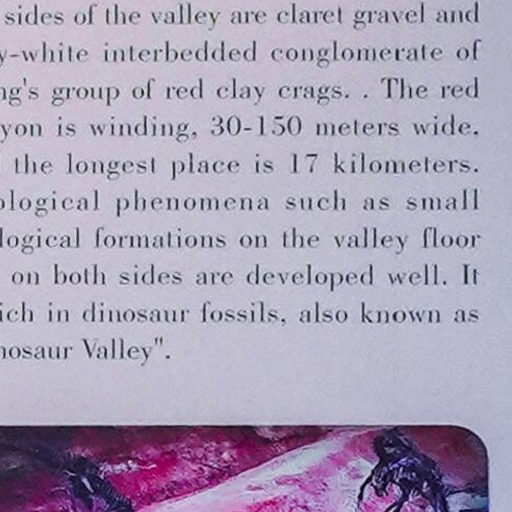 sides of the valley are claret gravel and
y-white interbedded conglomerate of
ng's group of red clay crags. . The red
yon is winding, 30-150 meters wide,
the longest place is 17 kilometers.
ological phenomena such as small
logical formations on the valley floor
on both sides are developed well. It
ich in dinosaur fossils, also known as
nosaur Valley".